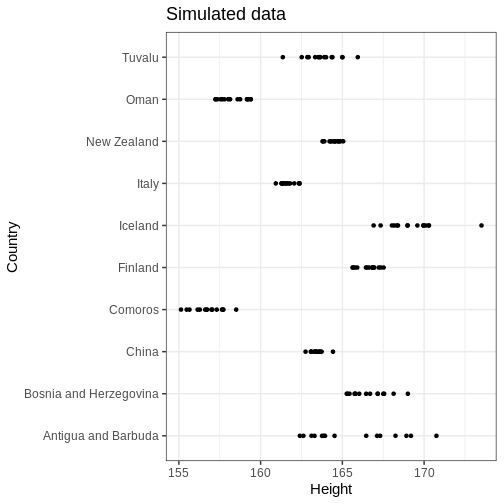 Simulated data
Tuvalu
Oman
New Zealand
Italy
Iceland
Finland
Comoros
China
Bosnia and Herzegovina
Antigua and Barbuda
Country
155 160 165 170
Height